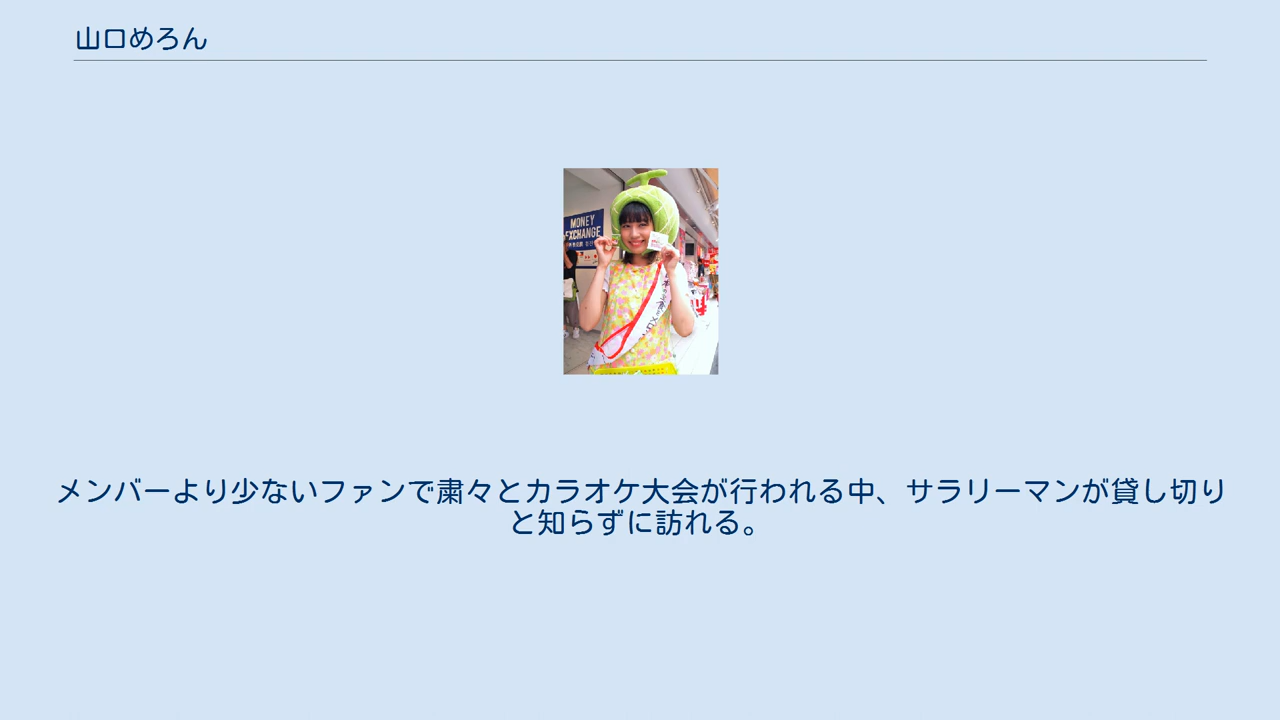 山口めろん
MONEY
EXCHANGE
メンバーより少ないファンで粛々とカラオケ大会が行われる中、サラリーマンが貸し切り
と知らずに訪れる。